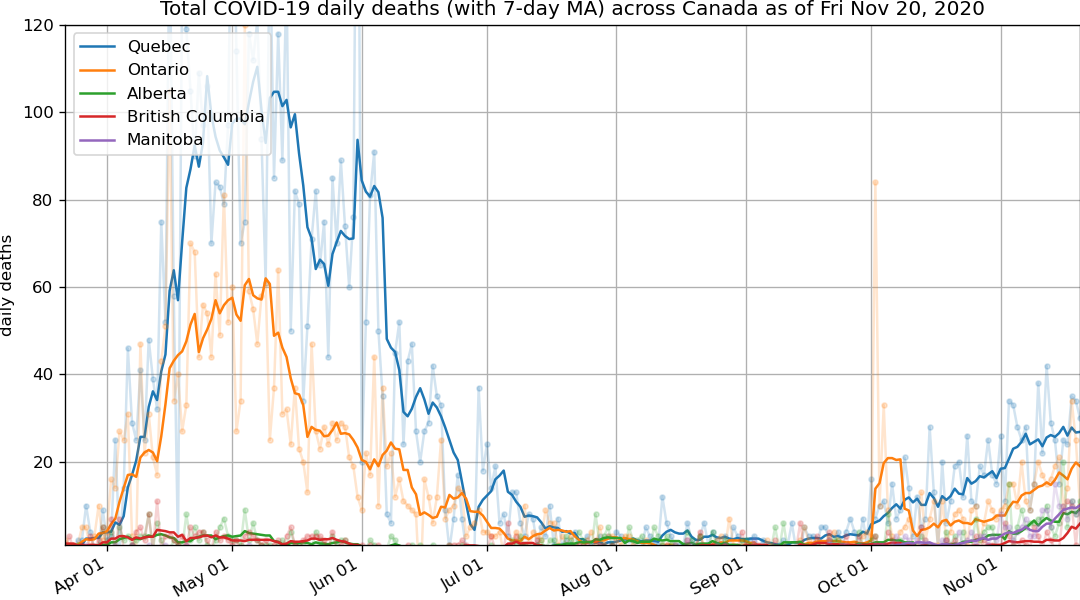 Total COVID-19 daily deaths (with 7-day MA) across Canada as of Fri Nov 20, 2020
120
100
80
60
40
20
daily deaths
Quebec
Ontario
Alberta
British Columbia
Manitoba
Apr 01
May 01
Jun 01
Jul 01
Aug 01
Sep 01
Oct 01
Nov 01